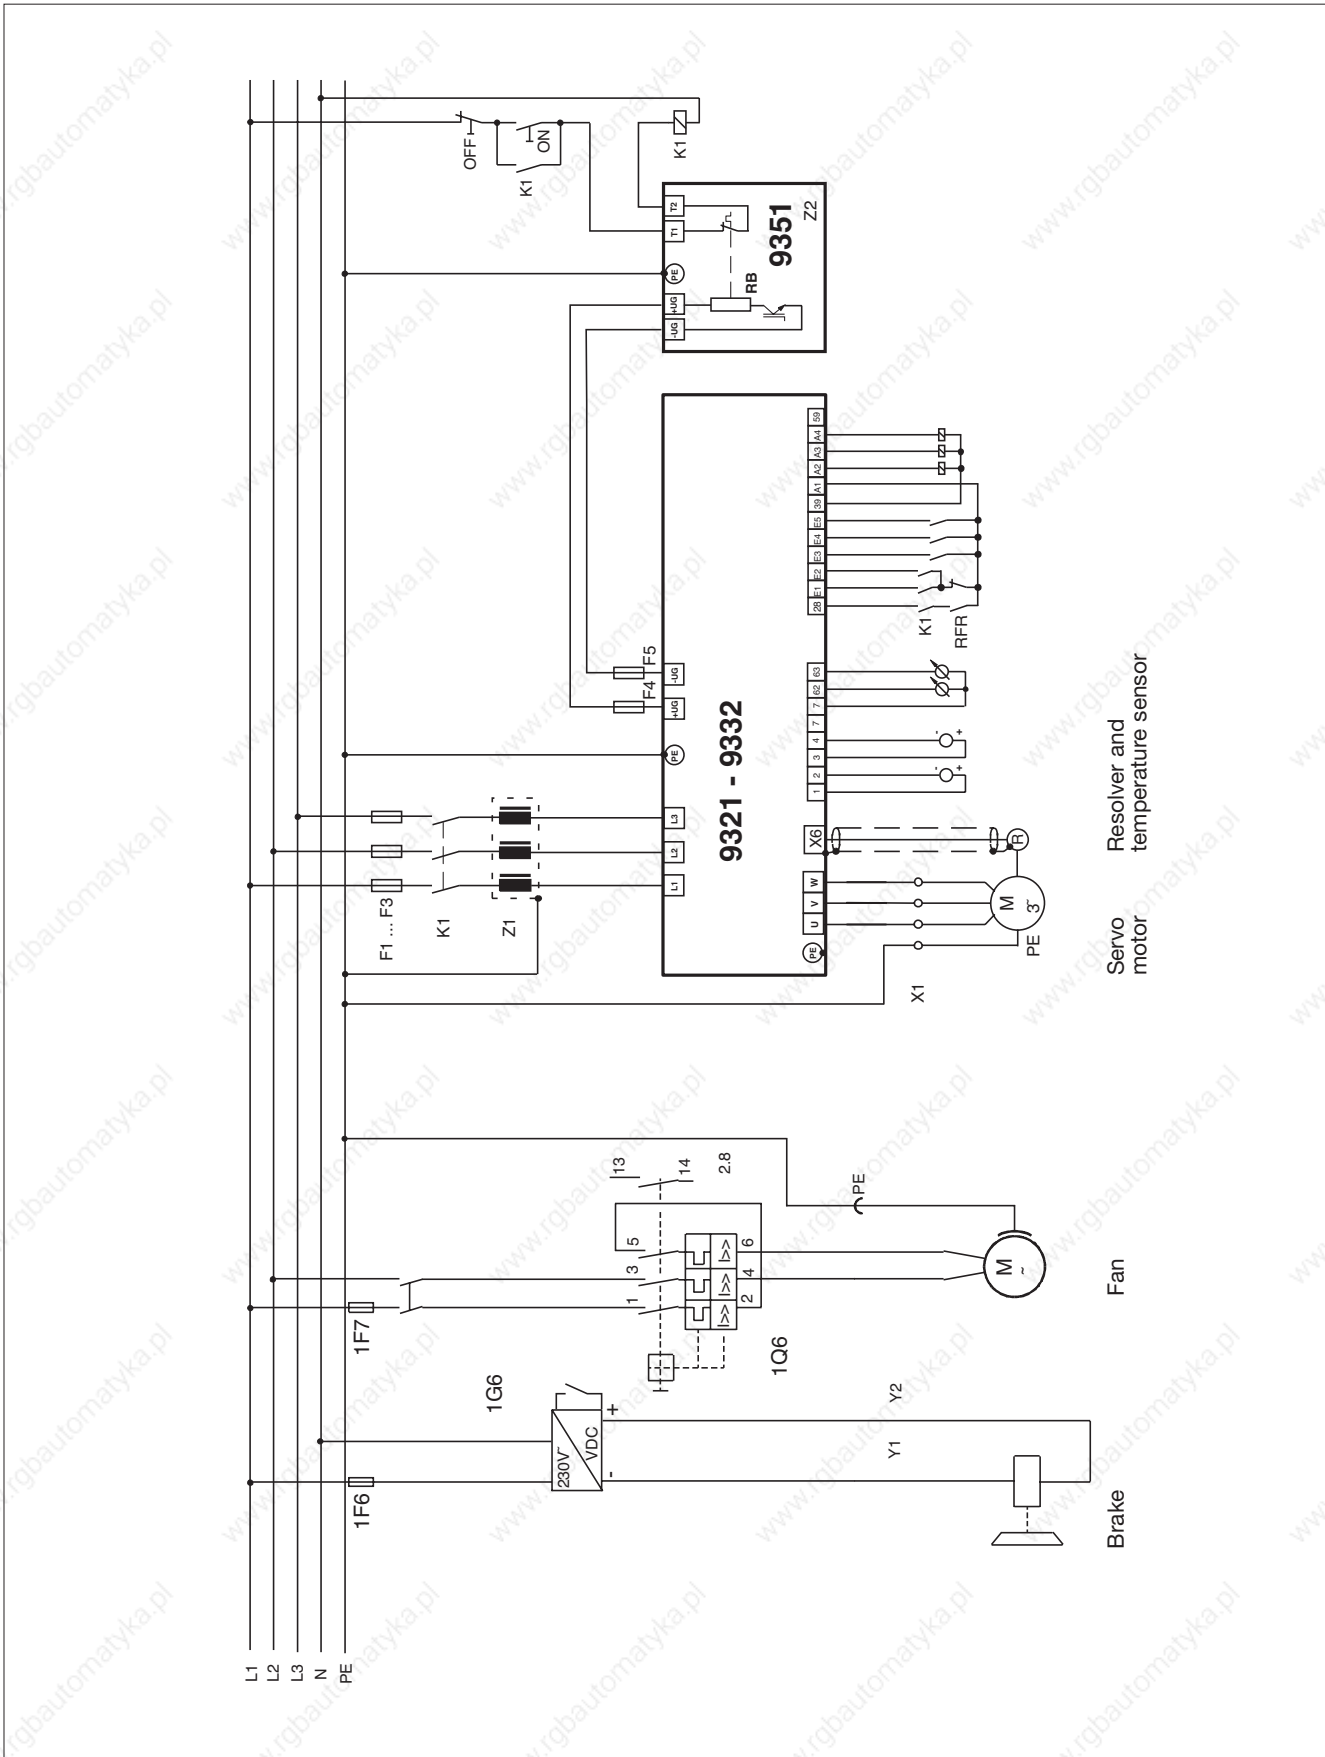 L1
L2
L3
N
PE
1F6
1G6
230V~
VDC
-
+
Y1
Y2
Brake
1F7
1
3
5
13
14
2.8
I>>
I>>
I>>
2
4
6
1Q6
PE
M
~
Fan
F1 ... F3
K1
Z1
L1
L2
L3
PE
+UG
-UG
F4
F5
9321 - 9332
PE
U
V
W
X6
1
2
3
4
7
7
62
63
28
E1
E2
E3
E4
E5
39
A1
A2
A3
A4
59
X1
PE
M
3~
R
- +
- +
K1
RFR
Servo
motor
Resolver and
temperature sensor
-UG
+UG
PE
T1
T2
RB
9351
Z2
OFF
ON
K1
K1
www.rgbautomatyka.pl